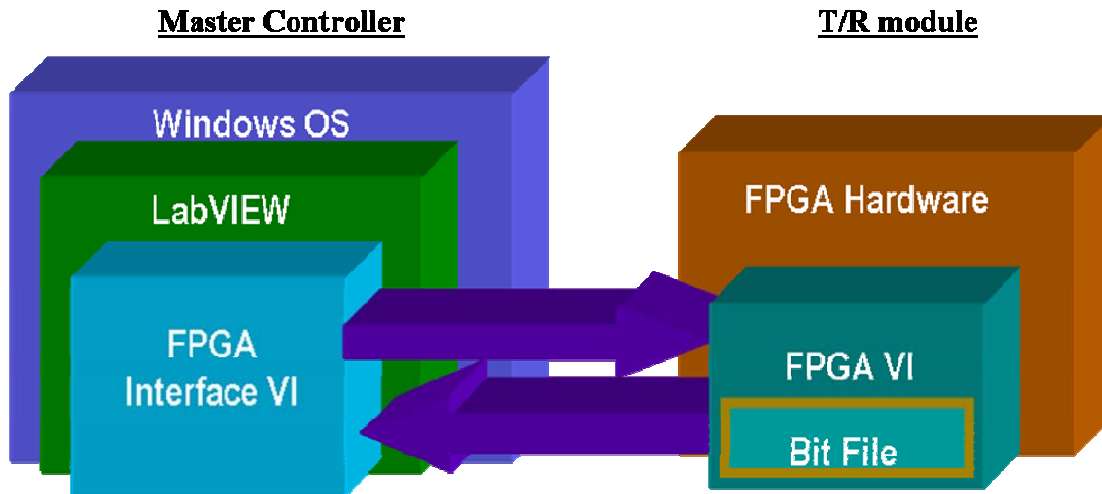 Master Controller
T/R module
Windows OS
LabVIEW
FPGA
Interface VI
FPGA Hardware
FPGA VI
Bit File